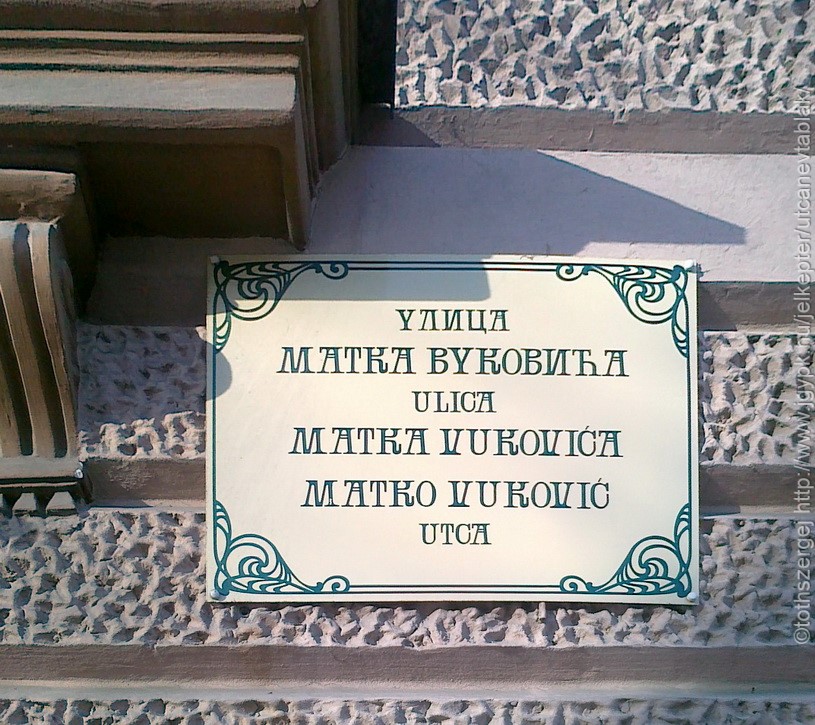 УЛИЦА
МАТКА ВУКОВИЋА
ULICA
MATKA VUKOVIĆA
MATKO VUKOVIĆ
UTCA
©tothszergej http://www.jgypk.hu/jelkepter/utcanevtablak/